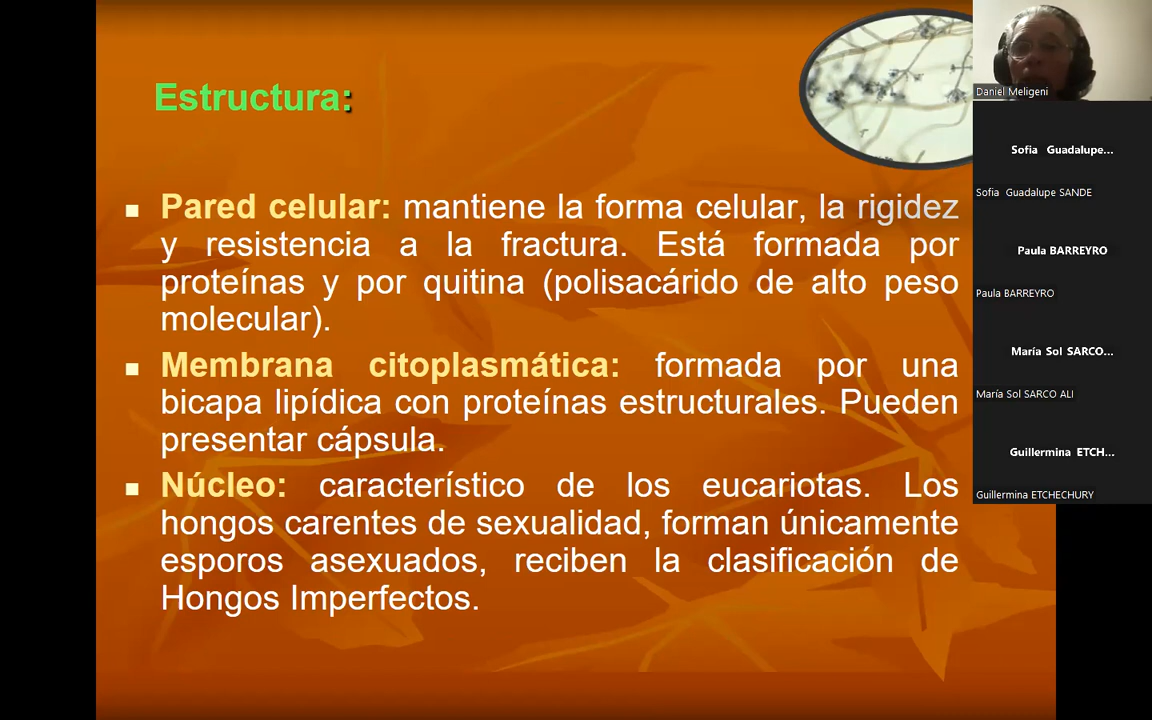 Estructura:
Pared celular: mantiene la forma celular, la rigidez
y resistencia a la fractura. Está formada por
proteínas y por quitina (polisacárido de alto peso
molecular).
Membrana citoplasmática: formada por una
bicapa lipídica con proteínas estructurales. Pueden
presentar cápsula.
Núcleo: característico de los eucariotas. Los
hongos carentes de sexualidad, forman únicamente
esporos asexuados, reciben la clasificación de
Hongos Imperfectos.
Daniel Meligeni
Sofia Guadalupe...
Sofia Guadalupe SANDE
Paula BARREYRO
Paula BARREYRO
María Sol SARCO...
María Sol SARCO ALI
Guillermina ETCH...
Guillermina ETCHECHURY